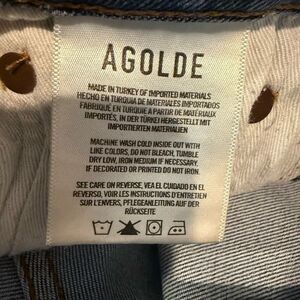 AGOLDE
MADE IN TURKEY OF IMPORTED MATERIALS
HECHO EN TURQUIA DE MATERIALES IMPORTADOS
FABRIQUÉ EN TURQUIE A PARTIR DE MATÉRIAUX
IMPORTÉS, IN DER TÜRKEI HERGESTELLT MIT
IMPORTIERTEN MATERIALIEN
MACHINE WASH COLD INSIDE OUT WITH
LIKE COLORS, DO NOT BLEACH, TUMBLE
DRY LOW, IRON MEDIUM IF NECESSARY.
IF DECORATED OR PRINTED DO NOT IRON.
SEE CARE ON REVERSE, VEA EL CUIDADO EN EL
REVERSO, VOIR LES INSTRUCTIONS D'ENTRETIEN
SUR L'ENVERS, PFLEGEANLEITUNG AUF DER
RÜCKSEITE